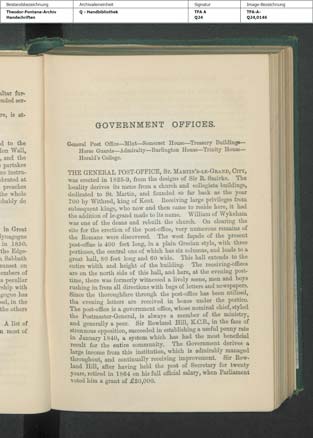 Bestandsbezeichnung
Theodor-Fontane-Archiv
Handschriften
Archivaleneinheit
Q - Handbibliothek
Signatur
TFA A
Q24
Image-Bezeichnung
TFA-A-
Q24,0146
GOVERNMENT OFFICES.
General Post Office—Mint—Somerset House—Treasury Buildings—
Horse Guards—Admiralty—Burlington House—Trinity House—
Herald's College.
THE GENERAL POST-OFFICE, ST. MARTIN'S-LE-GRAND, CITY,
was erected in 1825-9, from the designs of Sir R. Smirke. The
locality derives its name from a church and collegiate buildings,
dedicated to St. Martin, and founded so far back as the year
700 by Withred, king of Kent. Receiving large privileges from
subsequent kings, who now and then came to reside here, it had
the addition of le-grand made to its name. William of Wykeham
was one of the deans and rebuilt the church. On clearing the
site for the erection of the post-office, very numerous remains of
the Romans were discovered. The west façade of the present
post-office is 400 feet long, in a plain Grecian style, with three
porticoes, the central one of which has six columns, and leads to a
great hall, 80 feet long and 60 wide. This hall extends to the
entire width and height of the building. The receiving-offices
are on the north side of this hall, and here, at the evening post-
time, there was formerly witnessed a lively scene, men and boys
rushing in from all directions with bags of letters and newspapers.
Since the thoroughfare through the post-office has been utilised,
the evening letters are received in boxes under the portico.
The post-office is a government office, whose nominal chief, styled
the Postmaster-General, is always a member of the ministry,
and generally a peer. Sir Rowland Hill, K.C.B., in the face of
strenuous opposition, succeeded in establishing a useful penny rate
in January 1840, a system which has had the most beneficial
result for the entire community. The Government derives a
large income from this institution, which is admirably managed
throughout, and continually receiving improvement. Sir Row-
land Hill, after having held the post of Secretary for twenty
years, retired in 1864 on his full official salary, when Parliament
voted him a grant of £20,000.